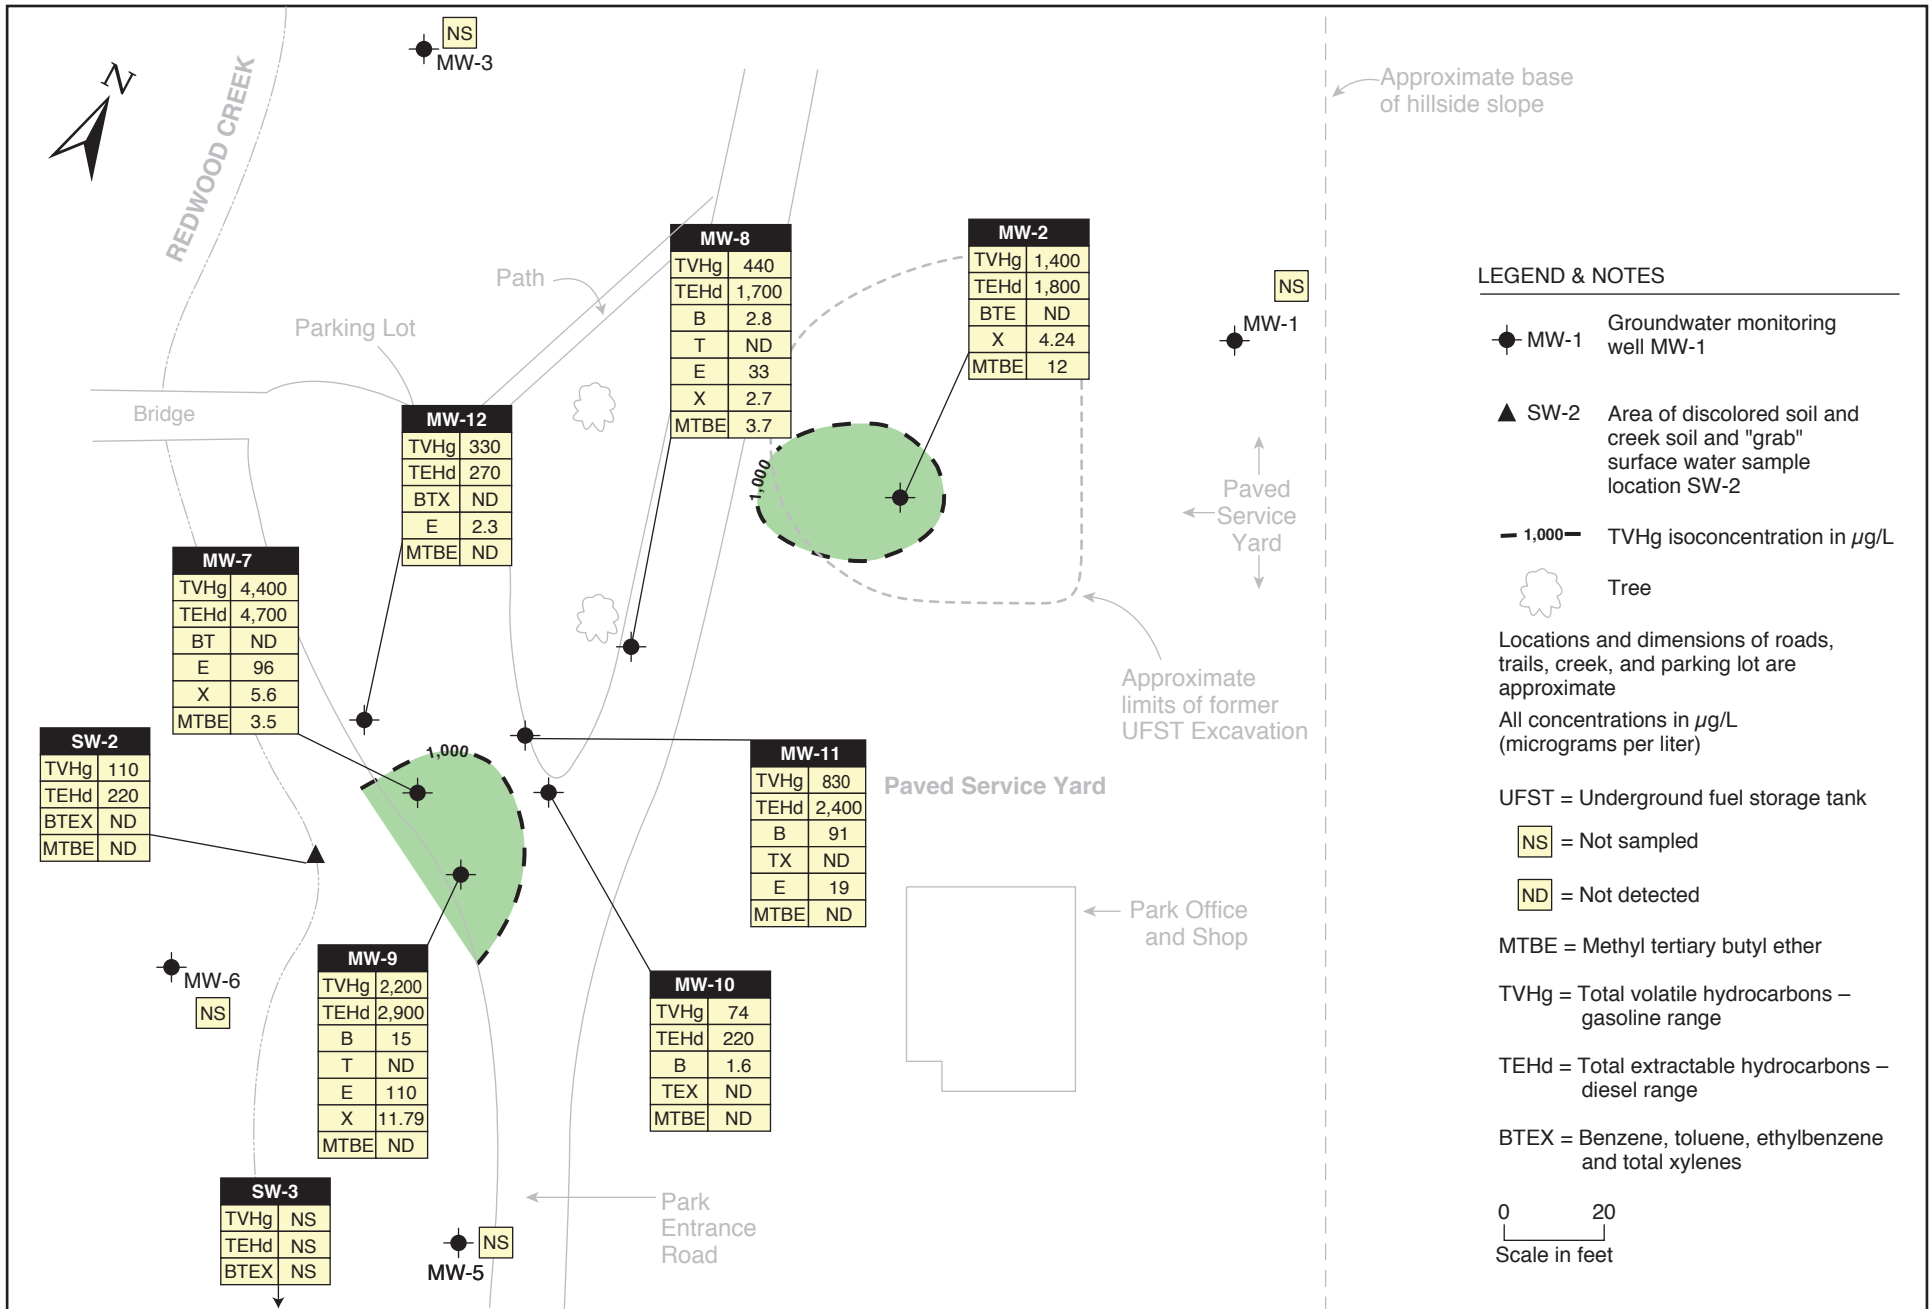 NS
MW-3
N
REDWOOD CREEK
Approximate base
of hillside slope
Path
Parking Lot
Bridge
MW-8
TVHg 440
TEHd 1,700
B 2.8
T ND
E 33
X 2.7
MTBE 3.7
MW-2
TVHg 1,400
TEHd 1,800
BTE ND
X 4.24
MTBE 12
NS
MW-1
MW-12
TVHg 330
TEHd 270
BTX ND
E 2.3
MTBE ND
1,000
Paved
Service
Yard
MW-7
TVHg 4,400
TEHd 4,700
BT ND
E 96
X 5.6
MTBE 3.5
Approximate
limits of former
UFST Excavation
SW-2
TVHg 110
TEHd 220
BTEX ND
MTBE ND
1,000
MW-11
TVHg 830
TEHd 2,400
B 91
TX ND
E 19
MTBE ND
Paved Service Yard
Park Office
and Shop
MW-6
NS
MW-9
TVHg 2,200
TEHd 2,900
B 15
T ND
E 110
X 11.79
MTBE ND
MW-10
TVHg 74
TEHd 220
B 1.6
TEX ND
MTBE ND
SW-3
TVHg NS
TEHd NS
BTEX NS
NS
MW-5
Park
Entrance
Road
LEGEND & NOTES
MW-1 Groundwater monitoring
well MW-1
SW-2 Area of discolored soil and
creek soil and "grab"
surface water sample
location SW-2
1,000 TVHg isoconcentration in µg/L
Tree
Locations and dimensions of roads,
trails, creek, and parking lot are
approximate
All concentrations in µg/L
(micrograms per liter)
UFST = Underground fuel storage tank
NS = Not sampled
ND = Not detected
MTBE = Methyl tertiary butyl ether
TVHg = Total volatile hydrocarbons –
gasoline range
TEHd = Total extractable hydrocarbons –
diesel range
BTEX = Benzene, toluene, ethylbenzene
and total xylenes
0 20
Scale in feet